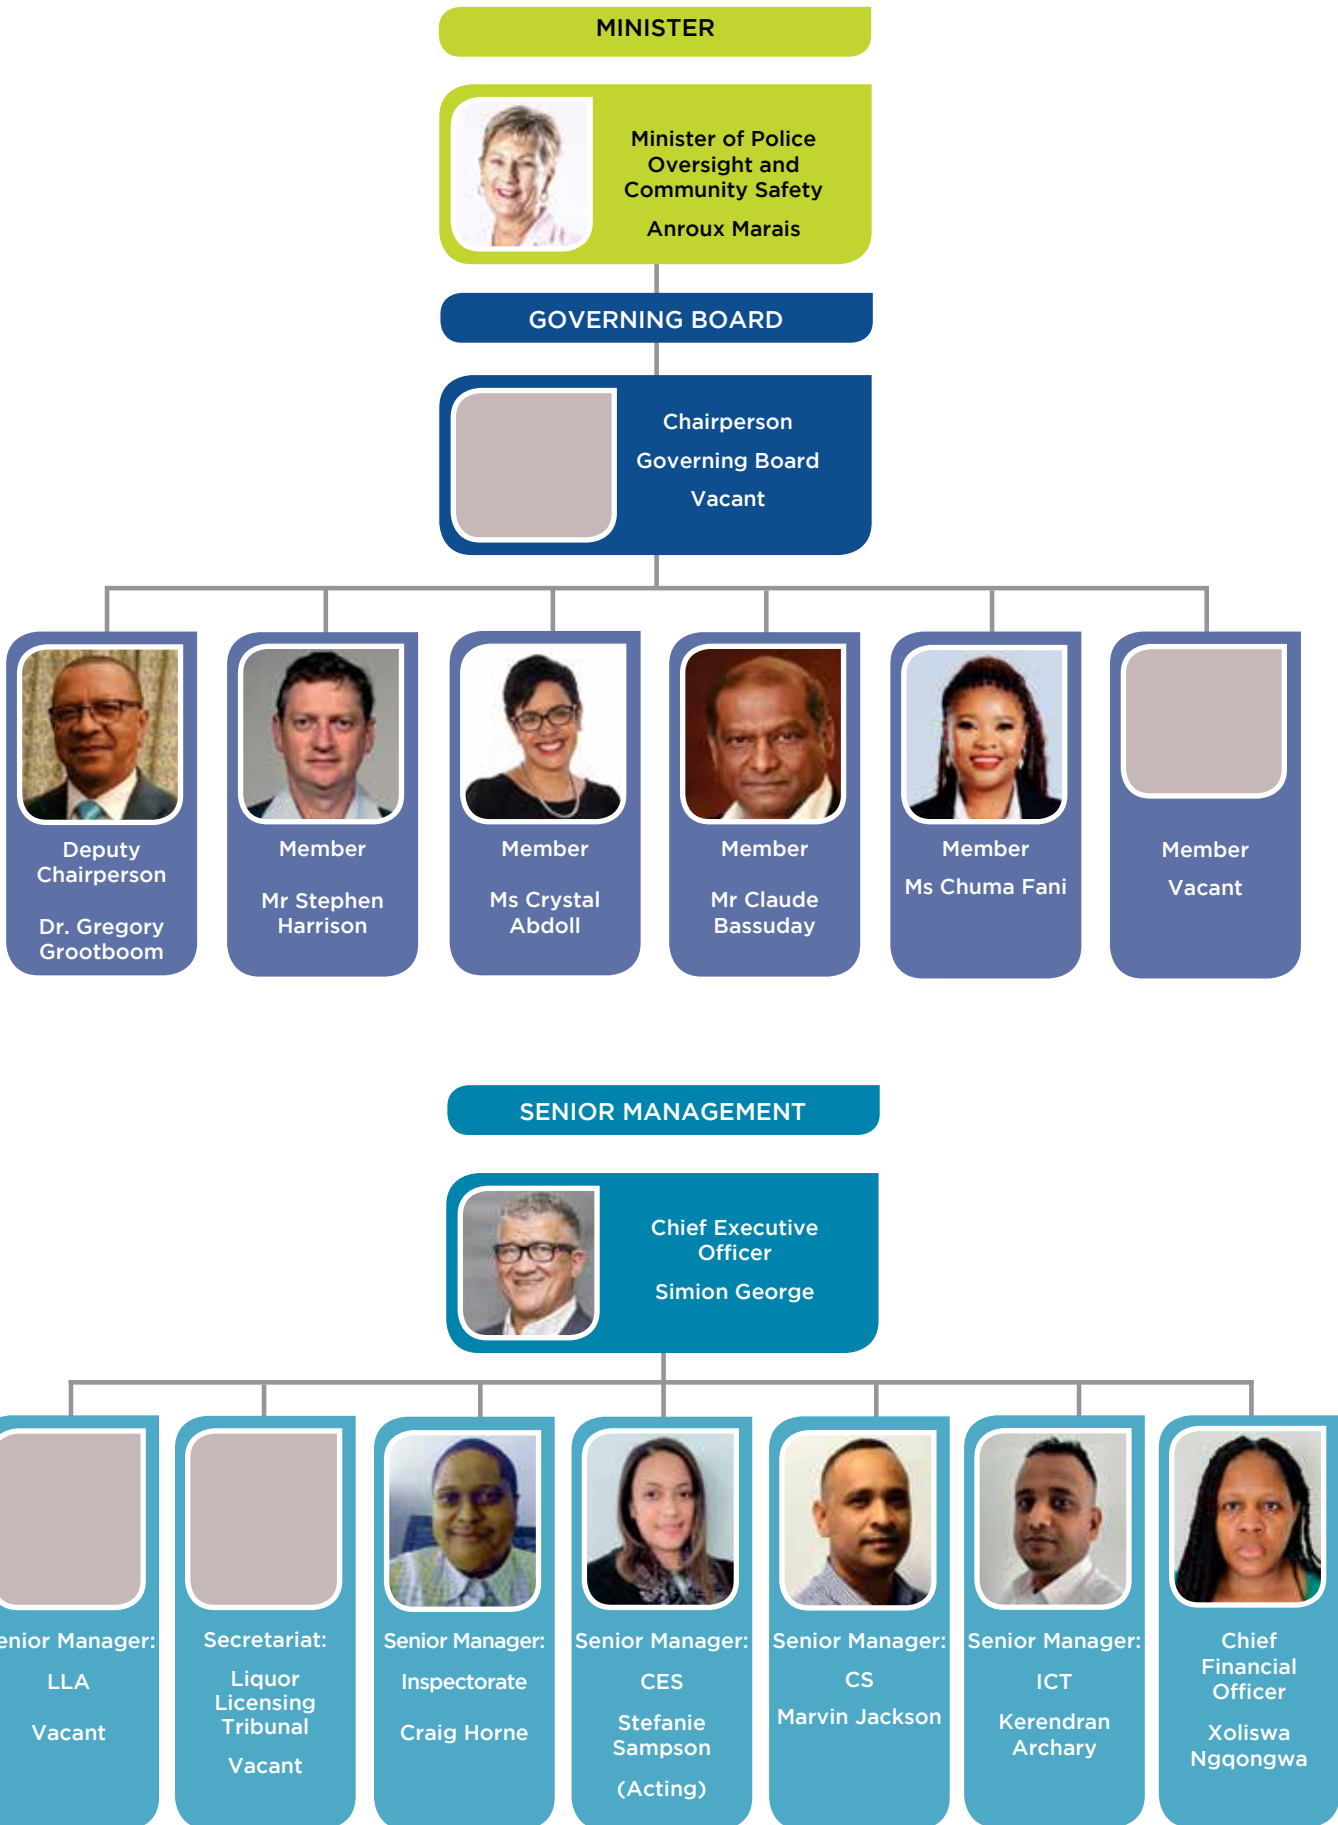 MINISTER
Minister of Police
Oversight and
Community Safety
Anroux Marais
GOVERNING BOARD
Chairperson
Governing Board
Vacant
Deputy
Chairperson
Dr. Gregory
Grootboom
Member
Mr Stephen
Harrison
Member
Ms Crystal
Abdoll
Member
Mr Claude
Bassuday
Member
Ms Chuma Fani
Member
Vacant
SENIOR MANAGEMENT
Chief Executive
Officer
Simion George
enior Manager:
LLA
Vacant
Secretariat:
Liquor
Licensing
Tribunal
Vacant
Senior Manager:
Inspectorate
Craig Horne
Senior Manager:
CES
Stefanie
Sampson
(Acting)
Senior Manager:
CS
Marvin Jackson
Senior Manager:
ICT
Kerendran
Archary
Chief
Financial
Officer
Xoliswa
Ngqongwa